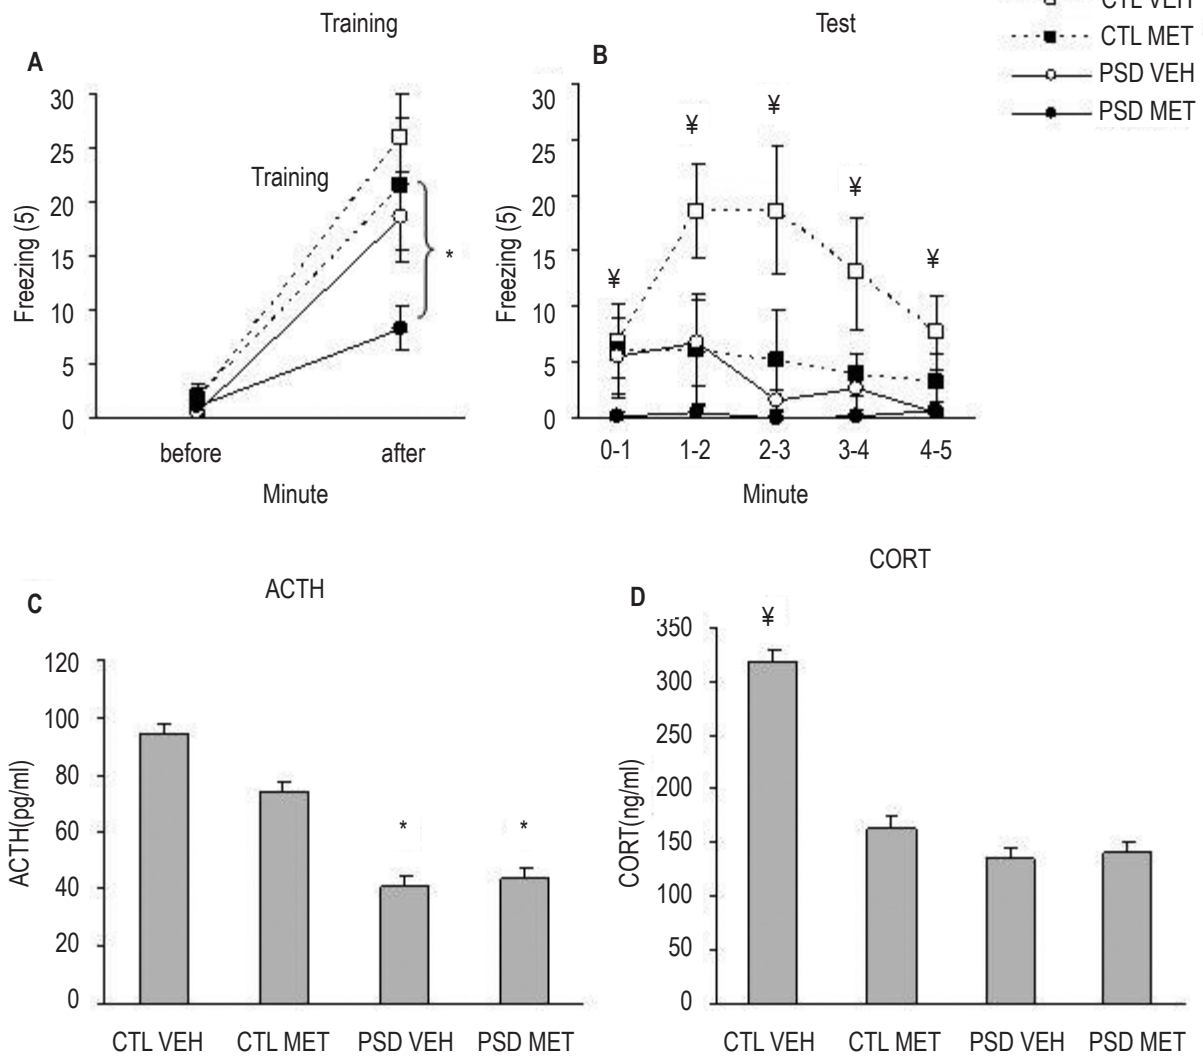 Training
Test
CTL VEH
CTL MET
PSD VEH
PSD MET
A
30
25
20
15
10
5
0
Freezing (5)
Training
*
before
after
Minute
B
30
25
20
15
10
5
0
Freezing (5)
¥
¥
¥
¥
¥
0-1
1-2
2-3
3-4
4-5
Minute
C
ACTH
120
100
80
60
40
20
0
ACTH(pg/ml)
*
*
CTL VEH
CTL MET
PSD VEH
PSD MET
D
CORT
350
300
250
200
150
100
50
0
CORT(ng/ml)
¥
CTL VEH
CTL MET
PSD VEH
PSD MET